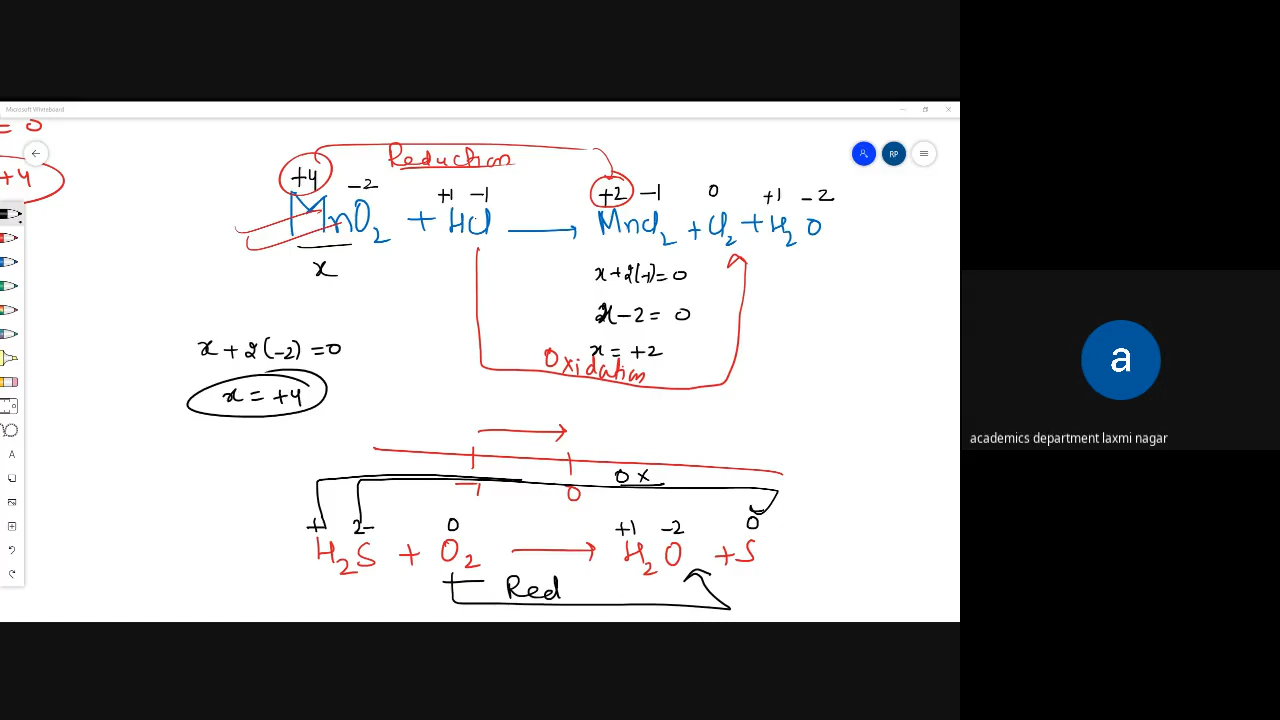 Microsoft Whiteboard
= 0
+4
Reduction
+4 -2 +1 -1 +2 -1 0 +1 -2
MnO2 + HCl → MnCl2 + Cl2 + H2O
x
x+2(-1)=0
x-2= 0
x= +2
x+2(-2)=0
x= +4
Oxidation
-1 0
Ox
+ 2- 0 +1 -2 0
H2S + O2 → H2O +S
Red
RP
A
a
academics department laxmi nagar